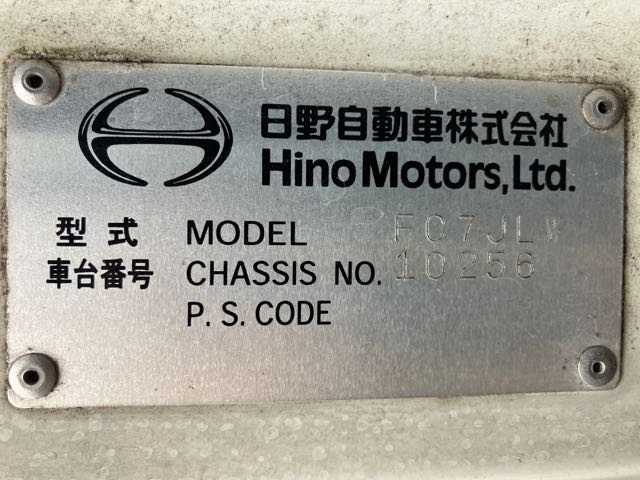 日野自動車株式会社
Hino Motors, Ltd.
型式 MODEL FC7JLW
車台番号 CHASSIS NO. 10256
P. S. CODE